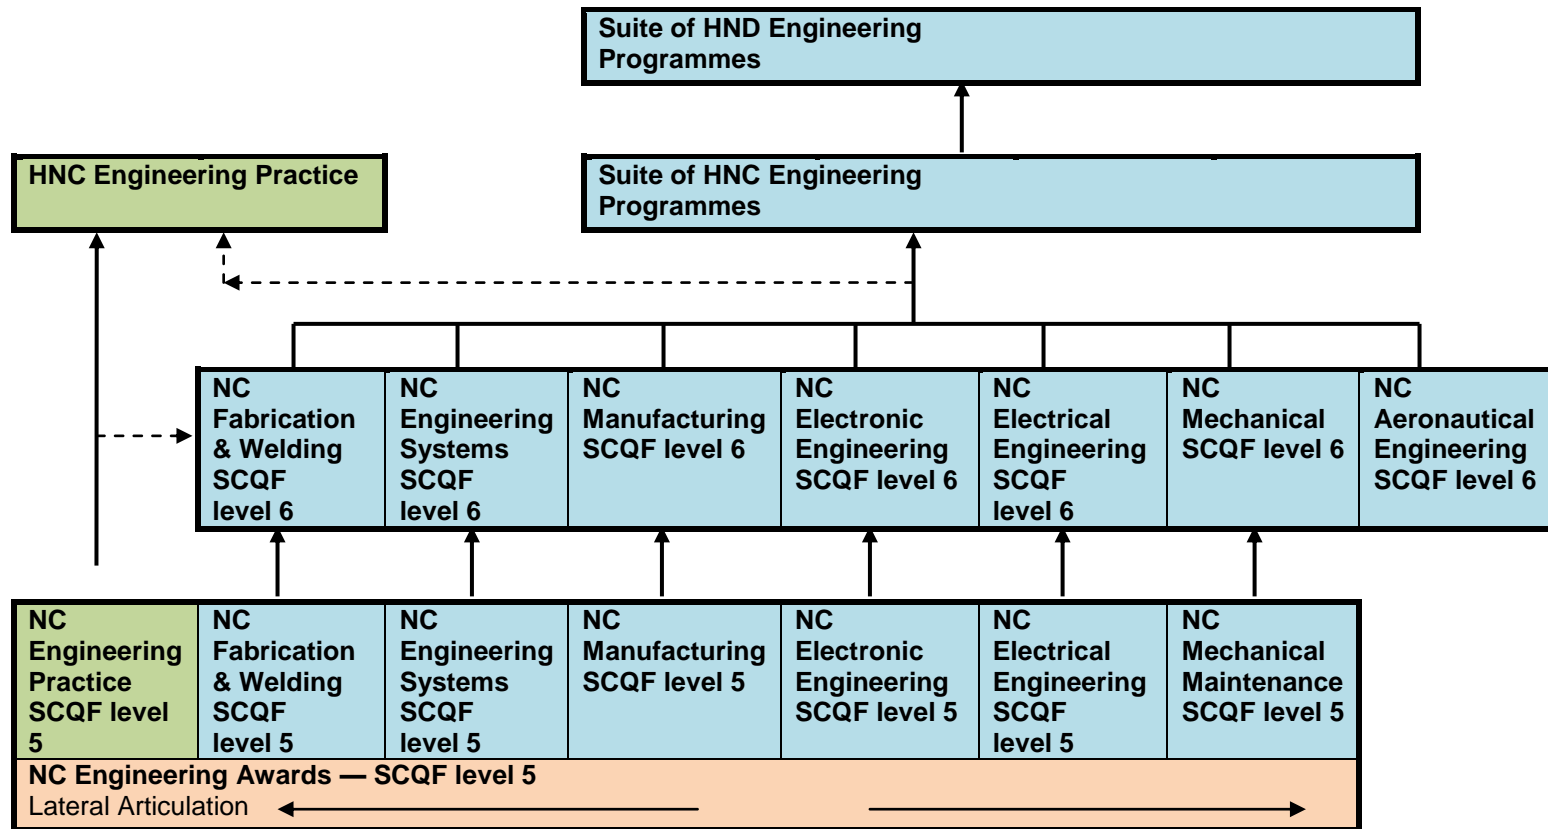 Suite of HND Engineering
Programmes
HNC Engineering Practice
Suite of HNC Engineering
Programmes
NC
Fabrication
& Welding
SCQF
level 6
NC
Engineering
Systems
SCQF
level 6
NC
Manufacturing
SCQF level 6
NC
Electronic
Engineering
SCQF level 6
NC
Electrical
Engineering
SCQF
level 6
NC
Mechanical
SCQF level 6
NC
Aeronautical
Engineering
SCQF level 6
NC
Engineering
Practice
SCQF level
5
NC
Fabrication
& Welding
SCQF
level 5
NC
Engineering
Systems
SCQF
level 5
NC
Manufacturing
SCQF level 5
NC
Electronic
Engineering
SCQF level 5
NC
Electrical
Engineering
SCQF
level 5
NC
Mechanical
Maintenance
SCQF level 5
NC Engineering Awards — SCQF level 5
Lateral Articulation